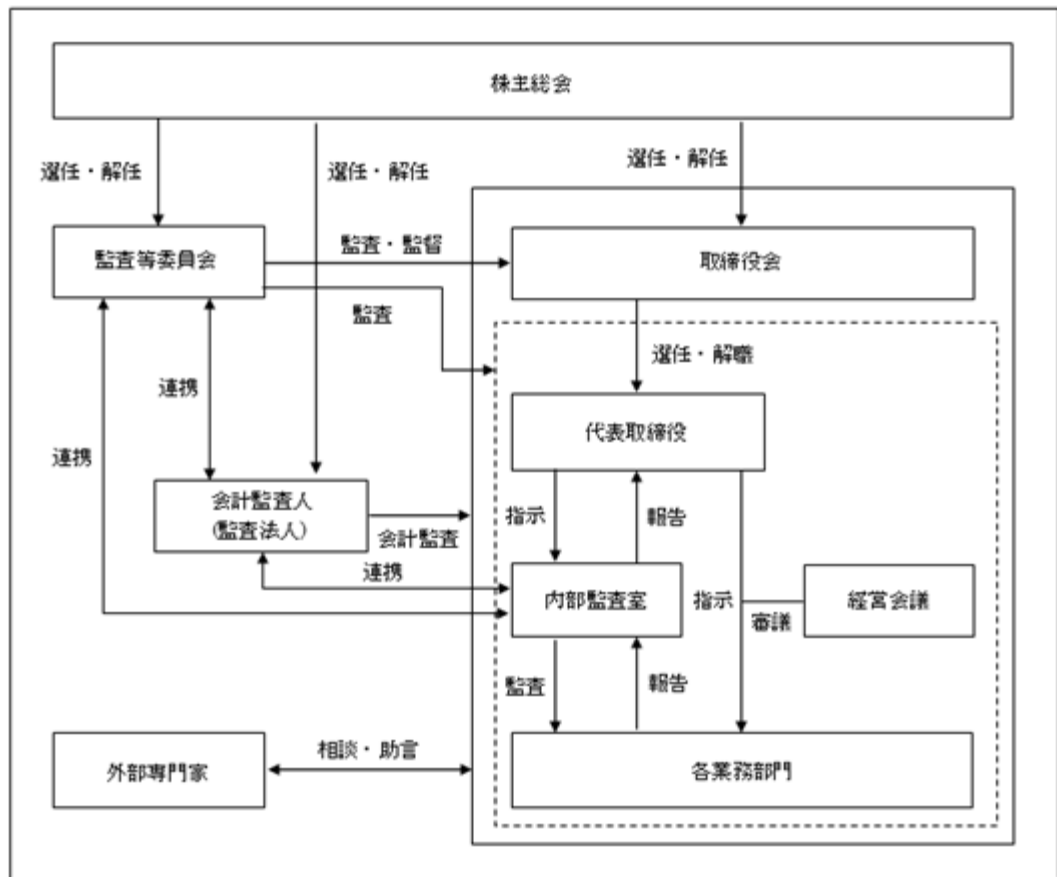 株主総会
選任・解任
選任・解任
選任・解任
監査等委員会
監査・監督
取締役会
監査
選任・解職
連携
代表取締役
連携
会計監査人
(監査法人)
会計監査
指示
報告
連携
内部監査室
指示
審議
経営会議
監査
報告
外部専門家
相談・助言
各業務部門